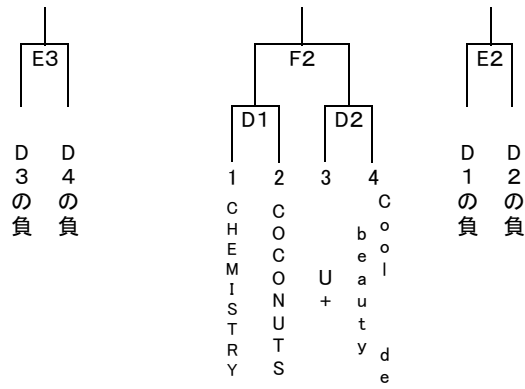 E3
F2
E2
D1
D2
D3の負
D4の負
D1の負
D2の負
1
2
3
4
CHEMISTRY
COCONUTS
U+
Cool de
beauty